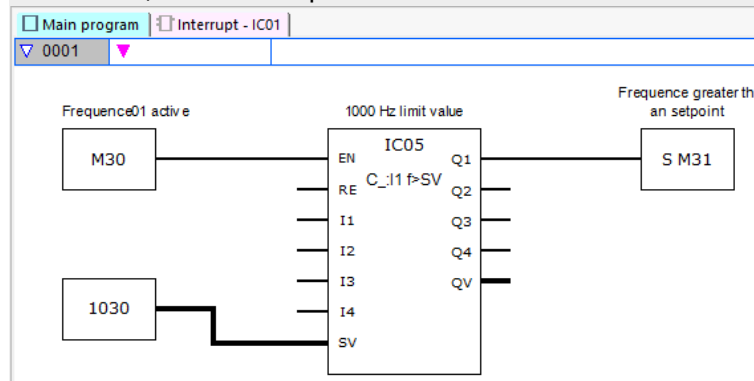 Main program
Interrupt - IC01
0001
Frequence01 active
1000 Hz limit value
Frequence greater th
an setpoint
M30
IC05
C_:I1 f>SV
EN
RE
I1
I2
I3
I4
SV
Q1
Q2
Q3
Q4
QV
S M31
1030